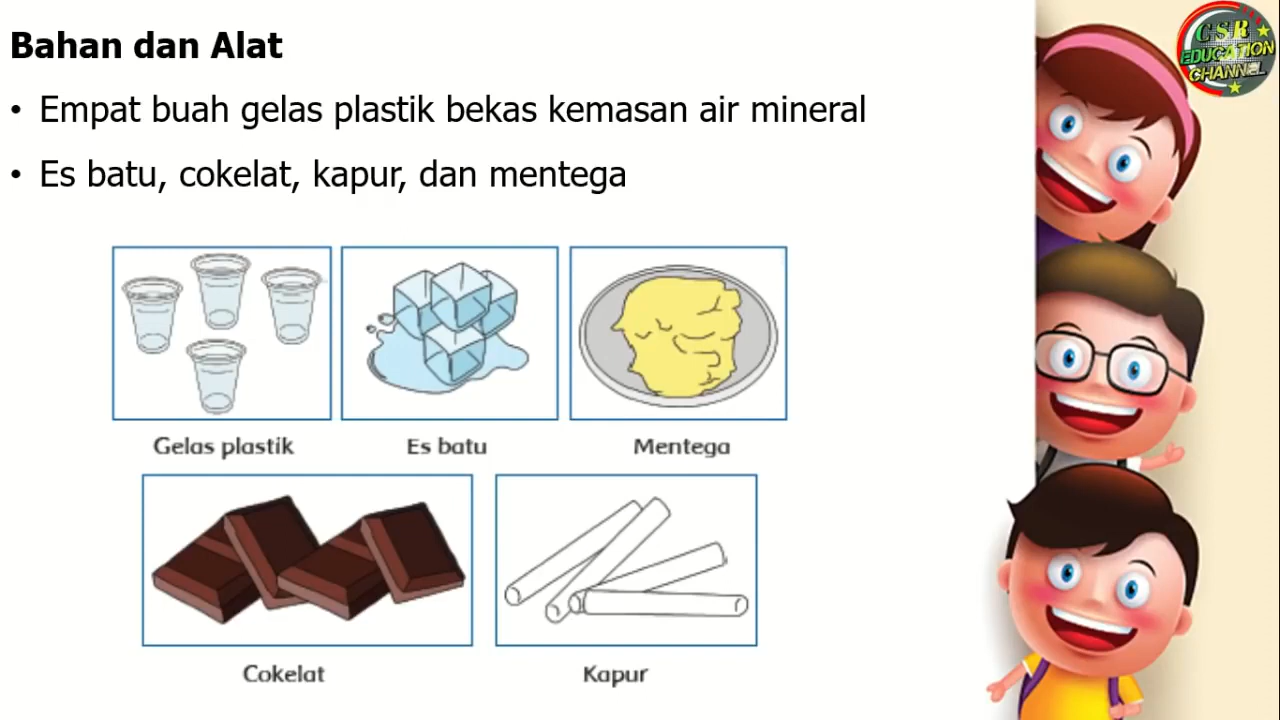 Bahan dan Alat
• Empat buah gelas plastik bekas kemasan air mineral
• Es batu, cokelat, kapur, dan mentega
Gelas plastik
Es batu
Mentega
Cokelat
Kapur
CSR
EDUCATION
CHANNEL